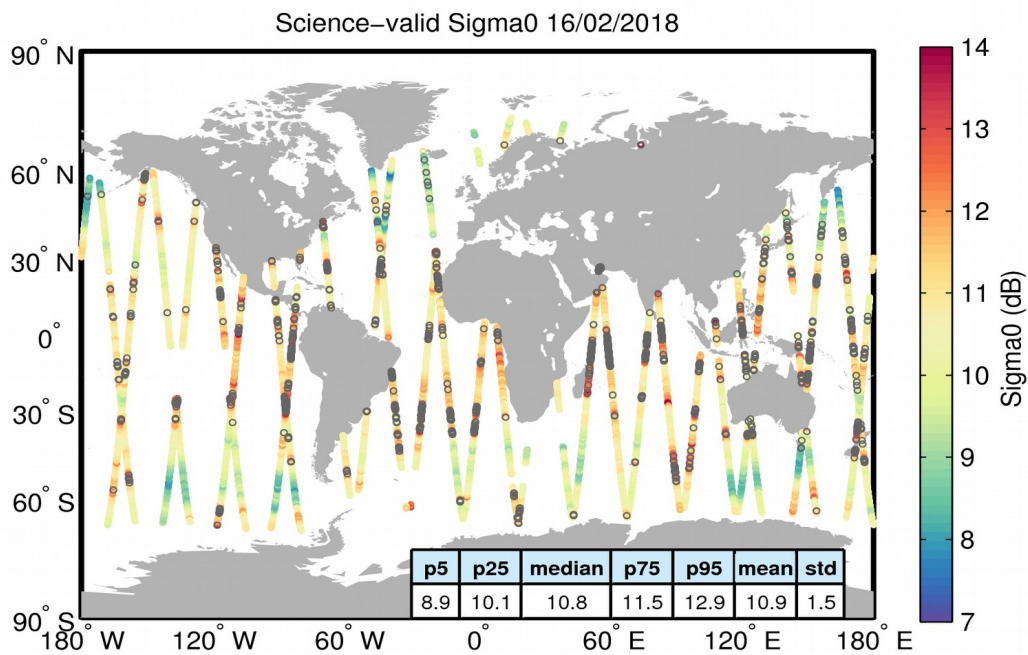 Science−valid Sigma0 16/02/2018
90° N
60° N
30° N
0°
30° S
60° S
90° S
180° W
120° W
60° W
0°
60° E
120° E
180° E
p5 p25 median p75 p95 mean std
8.9 10.1 10.8 11.5 12.9 10.9 1.5
14
13
12
11
10
9
8
7
Sigma0 (dB)